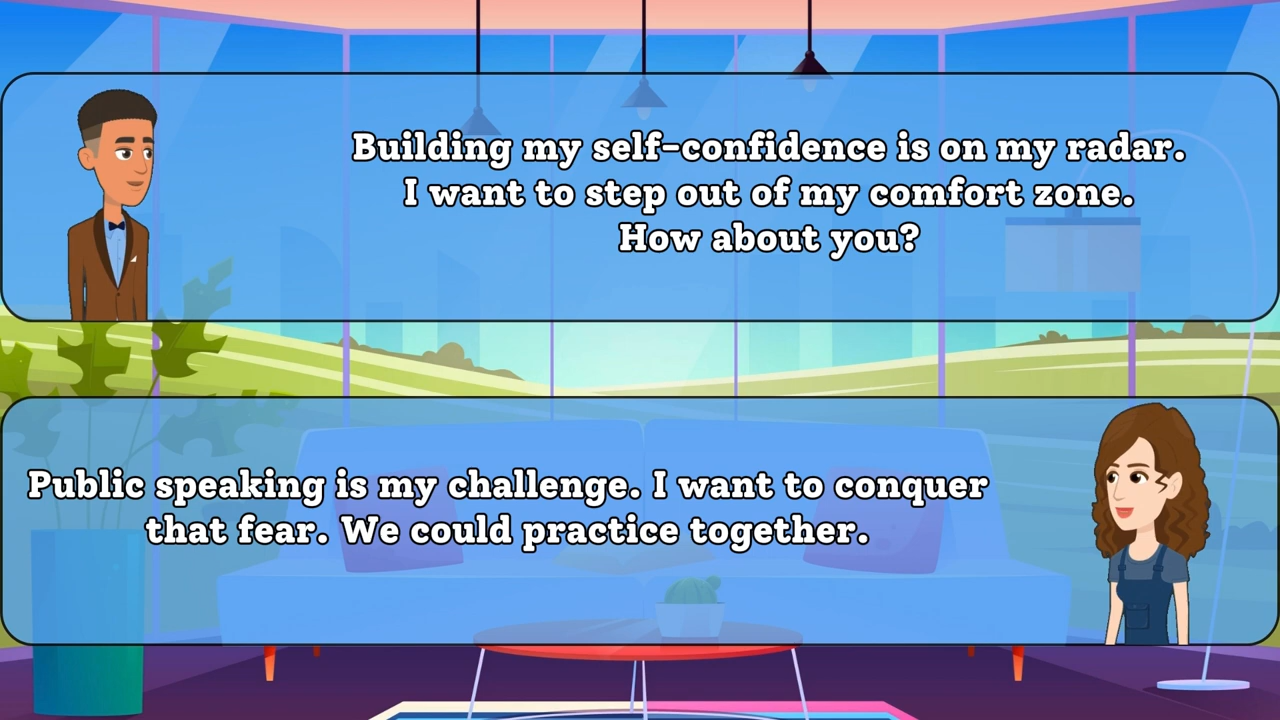 Building my self-confidence is on my radar.
I want to step out of my comfort zone.
How about you?
Public speaking is my challenge. I want to conquer
that fear. We could practice together.